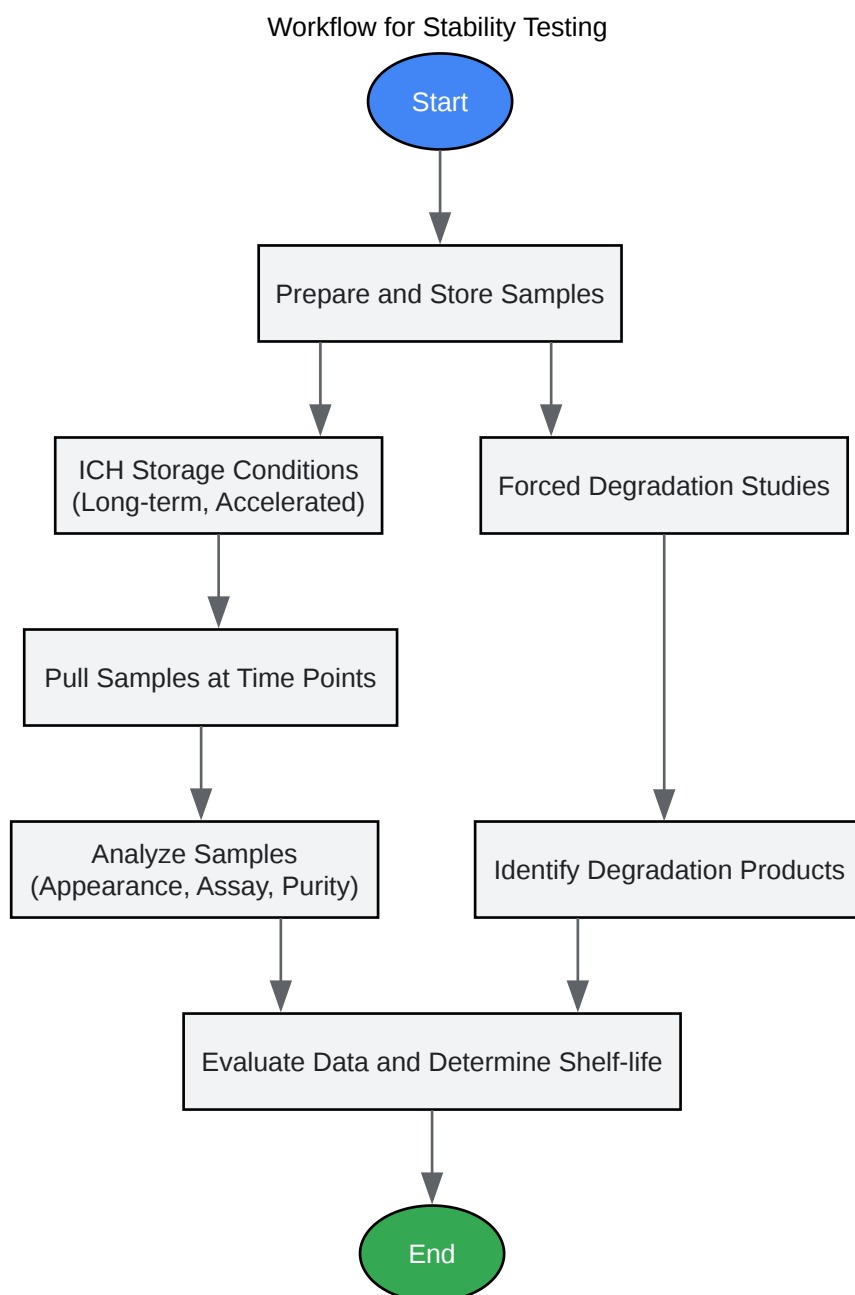 Workflow for Stability Testing
Start
Prepare and Store Samples
ICH Storage Conditions
(Long-term, Accelerated)
Forced Degradation Studies
Pull Samples at Time Points
Analyze Samples
(Appearance, Assay, Purity)
Identify Degradation Products
Evaluate Data and Determine Shelf-life
End